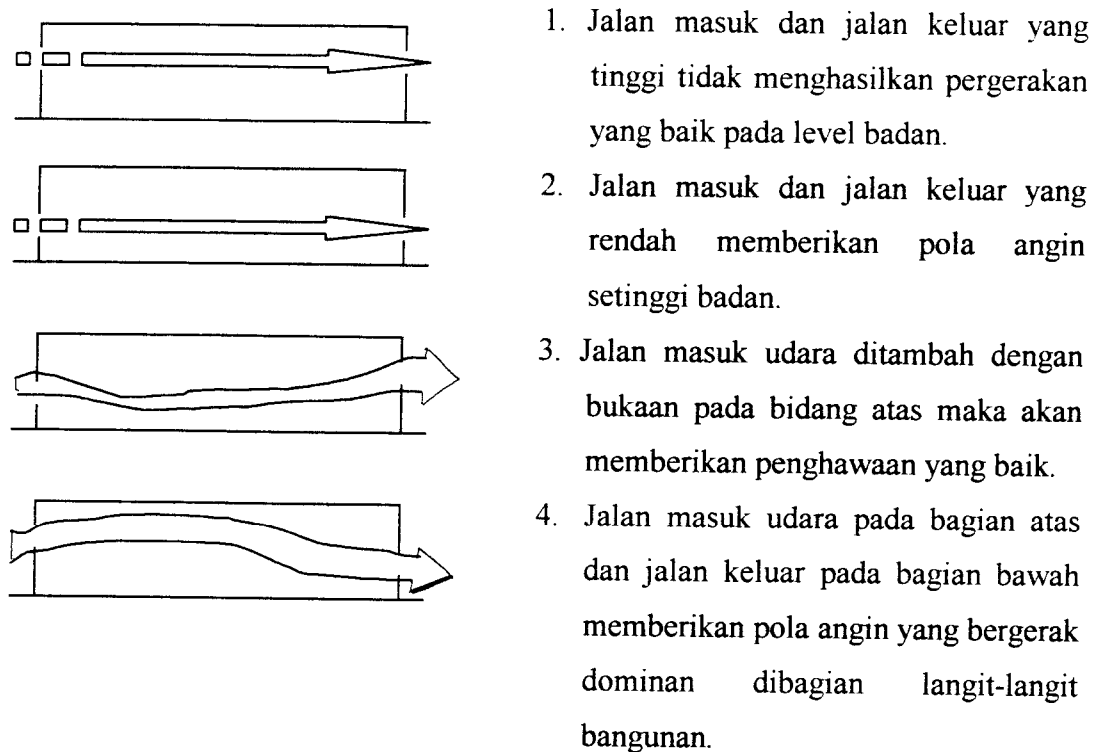 1. Jalan masuk dan jalan keluar yang
tinggi tidak menghasilkan pergerakan
yang baik pada level badan.
2. Jalan masuk dan jalan keluar yang
rendah memberikan pola angin
setinggi badan.
3. Jalan masuk udara ditambah dengan
bukaan pada bidang atas maka akan
memberikan penghawaan yang baik.
4. Jalan masuk udara pada bagian atas
dan jalan keluar pada bagian bawah
memberikan pola angin yang bergerak
dominan dibagian langit-langit
bangunan.